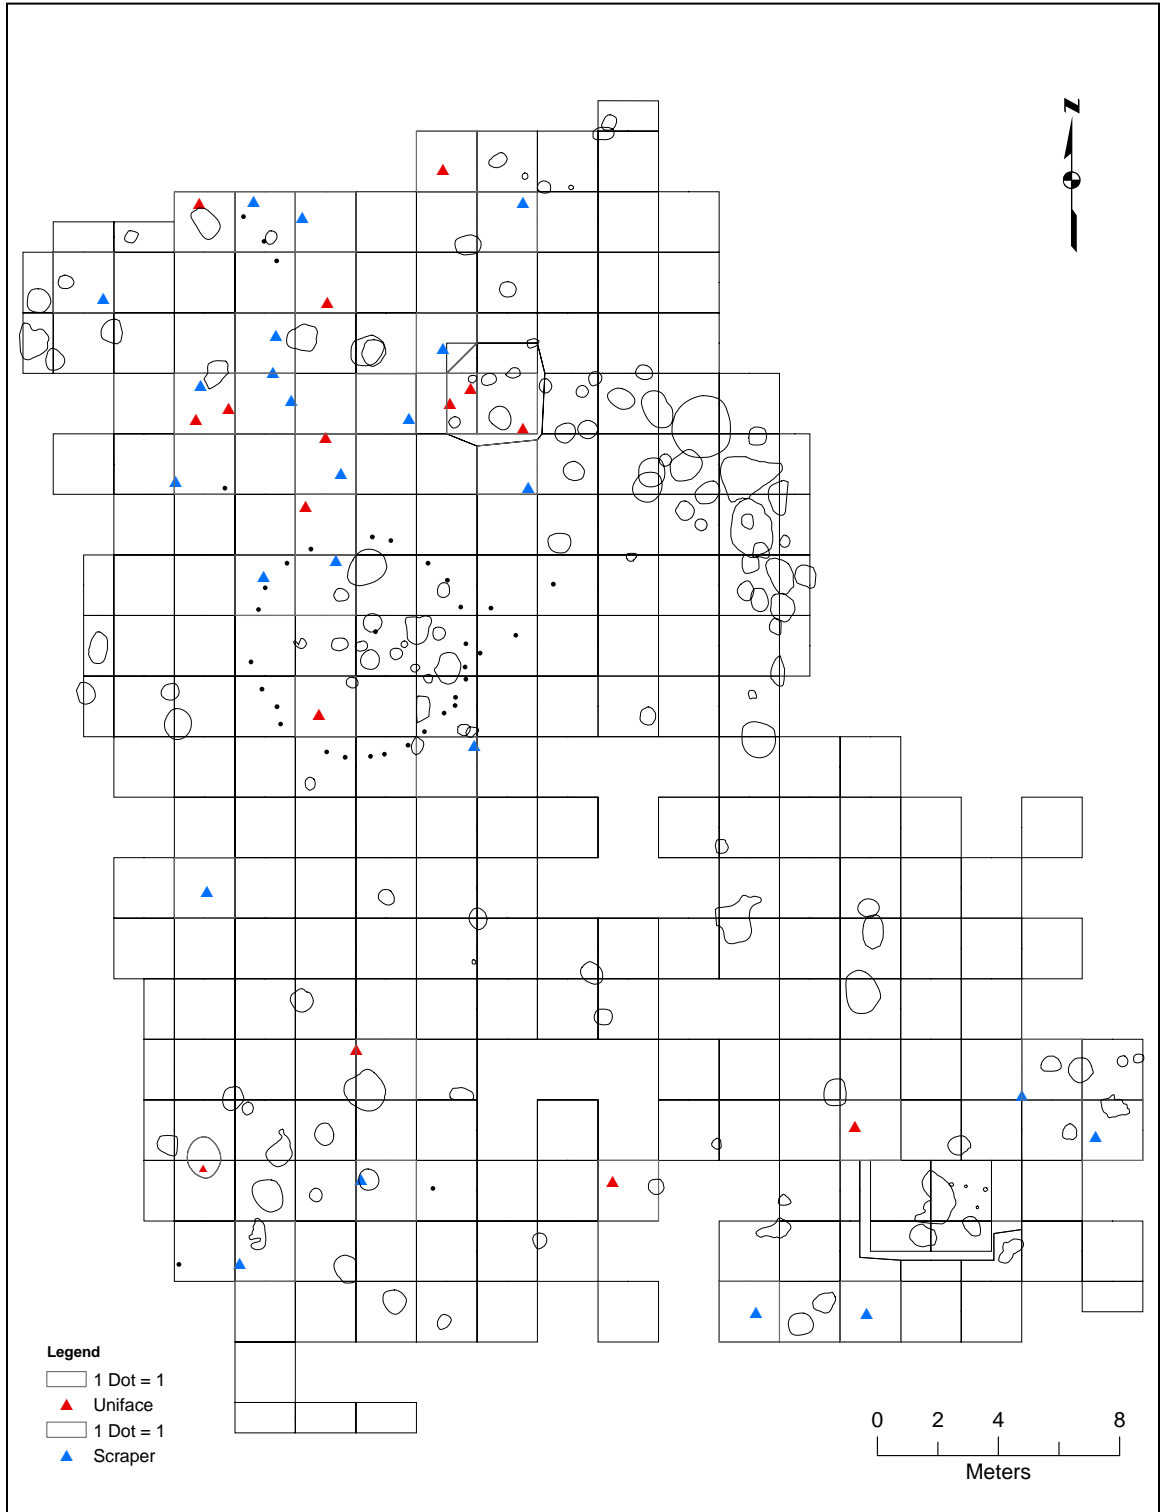 N
Legend
1 Dot = 1
Uniface
1 Dot = 1
Scraper
0 2 4 8
Meters